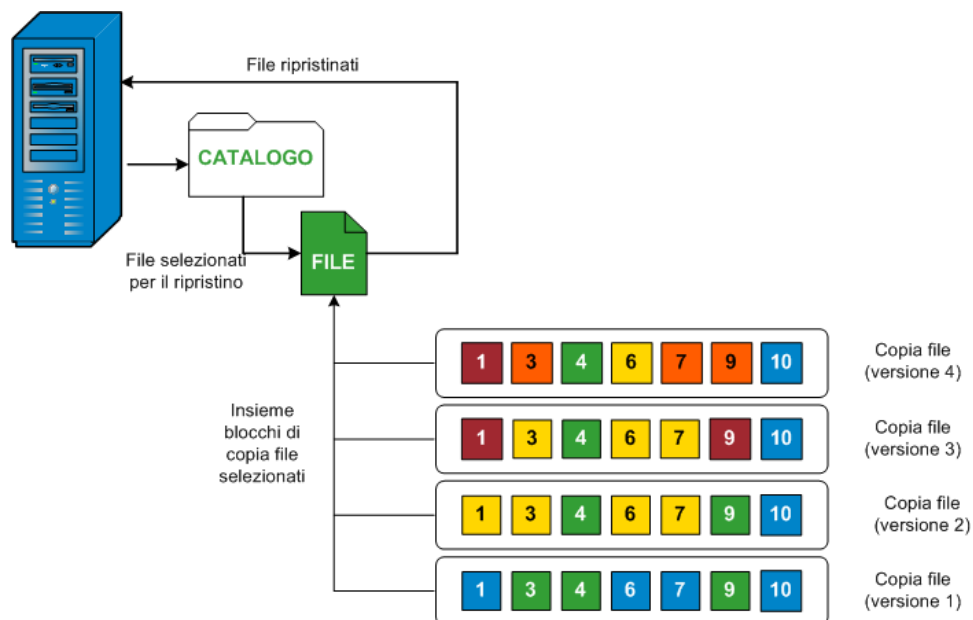 File ripristinati
CATALOGO
File selezionati
per il ripristino
FILE
Insieme
blocchi di
copia file
selezionati
1 3 4 6 7 9 10
Copia file
(versione 4)
1 3 4 6 7 9 10
Copia file
(versione 3)
1 3 4 6 7 9 10
Copia file
(versione 2)
1 3 4 6 7 9 10
Copia file
(versione 1)